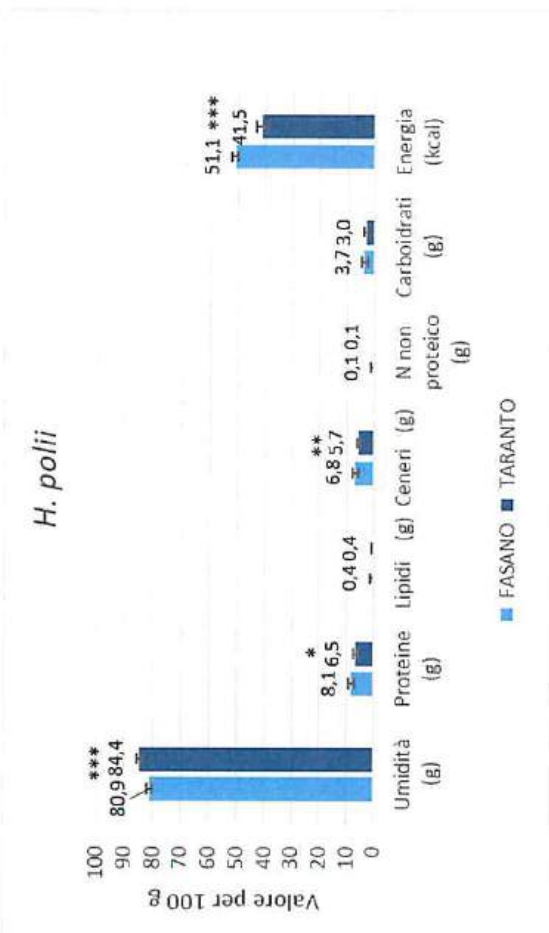 H. polii
Valore per 100 g
100
90
80
70
60
50
40
30
20
10
0
***
80,9 84,4
*
8,1 6,5
0,4 0,4
**
6,8 5,7
0,1 0,1
3,7 3,0
51,1 ***
41,5
Umidità
(g)
Proteine
(g)
Lipidi (g)
Ceneri (g)
N non
proteico
(g)
Carboidrati
(g)
Energia
(kcal)
FASANO TARANTO